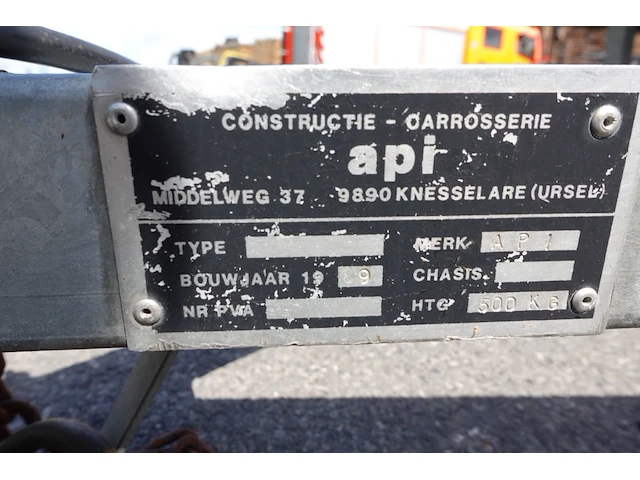 CONSTRUCTIE - CARROSSERIE
api
MIDDELWEG 37 9890 KNESSELARE (URSEL)
TYPE MERK API
BOUWJAAR 19 CHASIS.
NR PVA HTG 500 KG